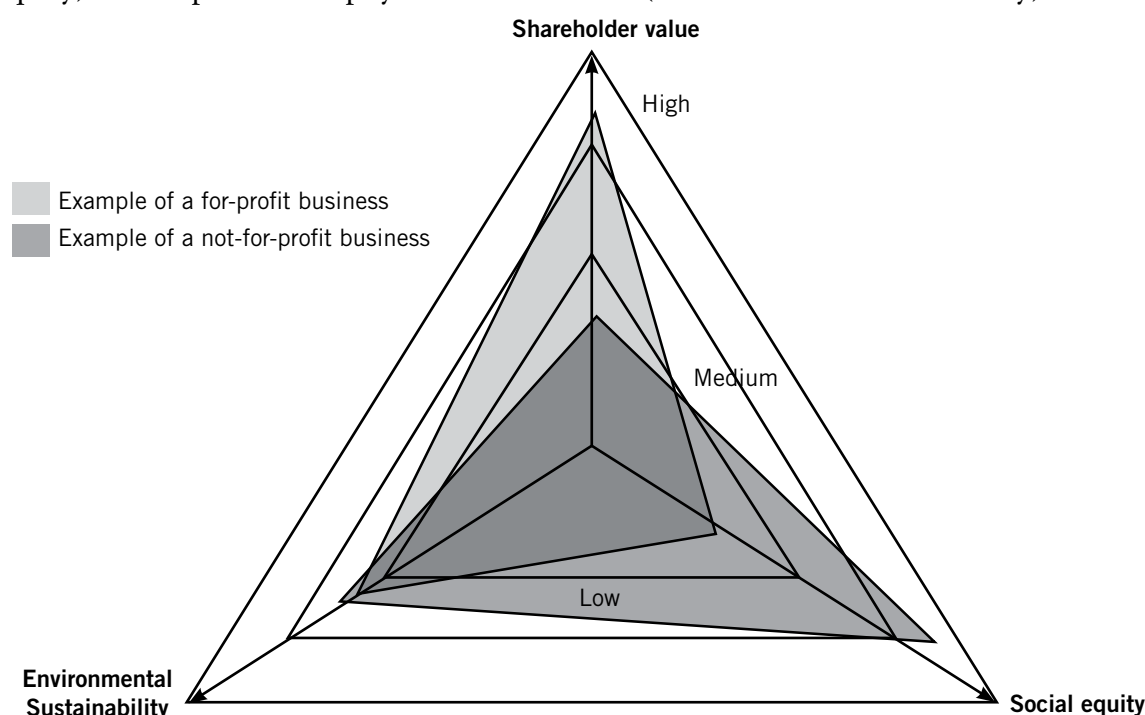 Shareholder value
High
Example of a for-profit business
Example of a not-for-profit business
Medium
Low
Environmental
Sustainability
Social equity